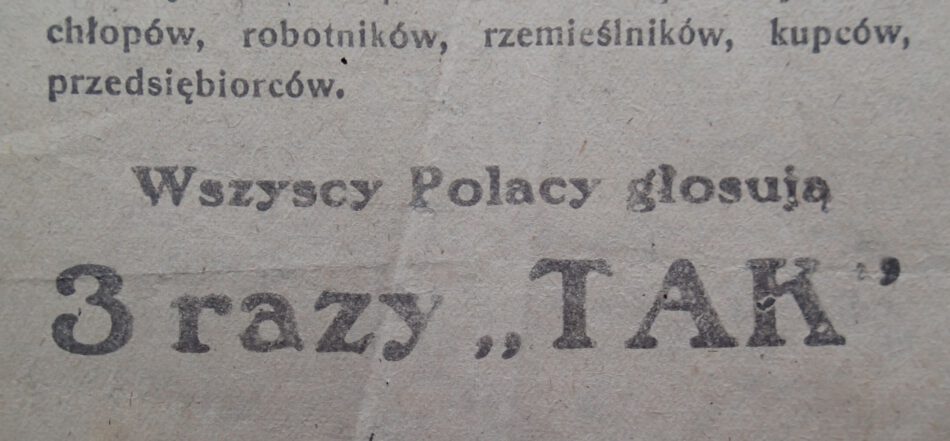 chłopów, robotników, rzemieślników, kupców,
przedsiębiorców.
Wszyscy Polacy głosują
3 razy „TAK”